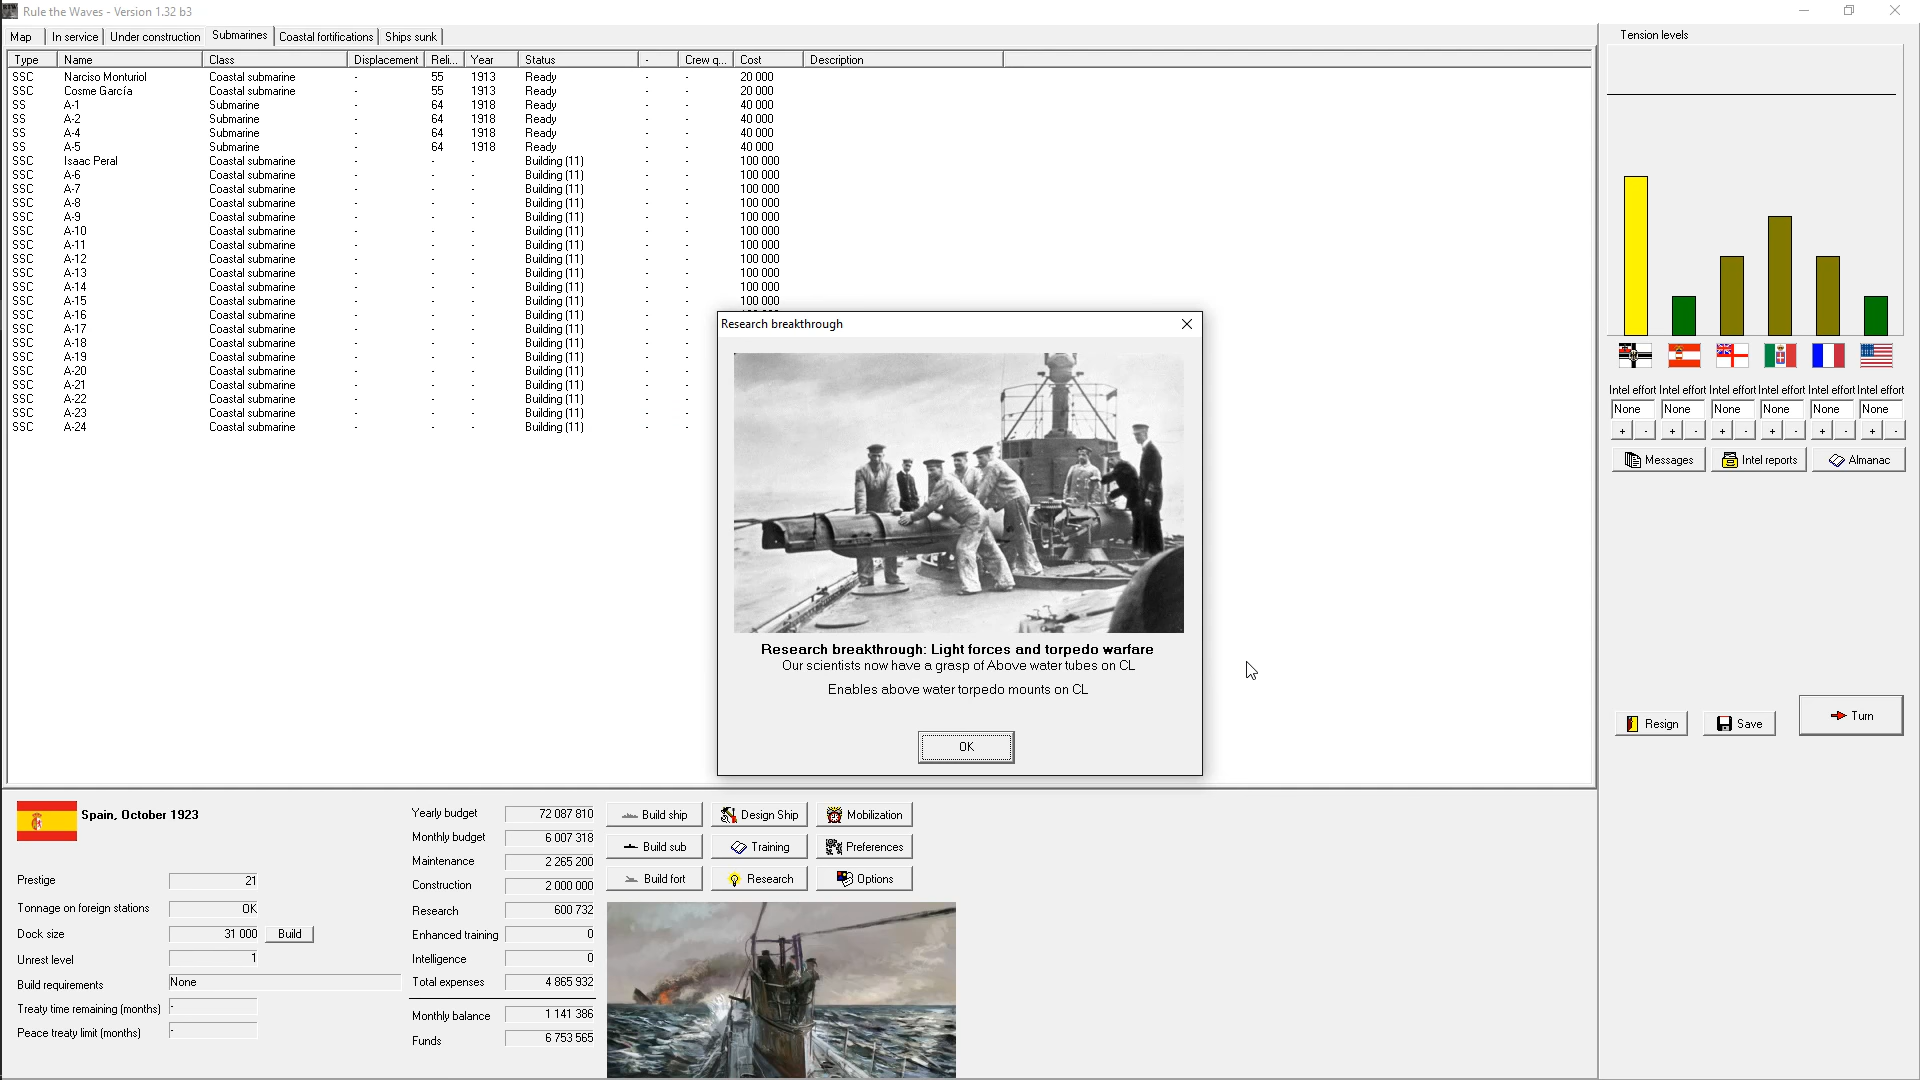 Rule the Waves - Version 1.32 b3
Map In service Under construction Submarines Coastal fortifications Ships sunk
Type Name Class Displacement Reli... Year Status - Crew q... Cost Description
SSC Narciso Monturiol Coastal submarine - 55 1913 Ready - - 20 000
SSC Cosme García Coastal submarine - 55 1913 Ready - - 20 000
SS A-1 Submarine - 64 1918 Ready - - 40 000
SS A-2 Submarine - 64 1918 Ready - - 40 000
SS A-4 Submarine - 64 1918 Ready - - 40 000
SS A-5 Submarine - 64 1918 Ready - - 40 000
SSC Isaac Peral Coastal submarine - - - Building (11) - - 100 000
SSC A-6 Coastal submarine - - - Building (11) - - 100 000
SSC A-7 Coastal submarine - - - Building (11) - - 100 000
SSC A-8 Coastal submarine - - - Building (11) - - 100 000
SSC A-9 Coastal submarine - - - Building (11) - - 100 000
SSC A-10 Coastal submarine - - - Building (11) - - 100 000
SSC A-11 Coastal submarine - - - Building (11) - - 100 000
SSC A-12 Coastal submarine - - - Building (11) - - 100 000
SSC A-13 Coastal submarine - - - Building (11) - - 100 000
SSC A-14 Coastal submarine - - - Building (11) - - 100 000
SSC A-15 Coastal submarine - - - Building (11) - - 100 000
SSC A-16 Coastal submarine - - - Building (11) - -
SSC A-17 Coastal submarine - - - Building (11) - -
SSC A-18 Coastal submarine - - - Building (11) - -
SSC A-19 Coastal submarine - - - Building (11) - -
SSC A-20 Coastal submarine - - - Building (11) - -
SSC A-21 Coastal submarine - - - Building (11) - -
SSC A-22 Coastal submarine - - - Building (11) - -
SSC A-23 Coastal submarine - - - Building (11) - -
SSC A-24 Coastal submarine - - - Building (11) - -
Research breakthrough
Research breakthrough: Light forces and torpedo warfare
Our scientists now have a grasp of Above water tubes on CL
Enables above water torpedo mounts on CL
OK
Tension levels
Intel effort Intel effort Intel effort Intel effort Intel effort Intel effort
None None None None None None
+ - + - + - + - + - + -
Messages Intel reports Almanac
Resign Save Turn
Spain, October 1923
Prestige 21
Tonnage on foreign stations OK
Dock size 31 000 Build
Unrest level 1
Build requirements None
Treaty time remaining (months) -
Peace treaty limit (months) -
Yearly budget 72 087 810
Monthly budget 6 007 318
Maintenance 2 265 200
Construction 2 000 000
Research 600 732
Enhanced training 0
Intelligence 0
Total expenses 4 865 932
Monthly balance 1 141 386
Funds 6 753 565
Build ship Design Ship Mobilization
Build sub Training Preferences
Build fort Research Options